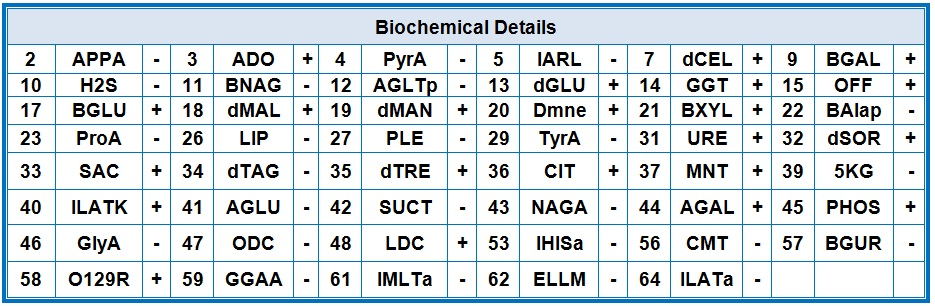 Biochemical Details
2 APPA - 3 ADO + 4 PyrA - 5 IARL - 7 dCEL + 9 BGAL +
10 H2S - 11 BNAG - 12 AGLTp - 13 dGLU + 14 GGT + 15 OFF +
17 BGLU + 18 dMAL + 19 dMAN + 20 Dmne + 21 BXYL + 22 BAlap -
23 ProA - 26 LIP - 27 PLE - 29 TyrA - 31 URE + 32 dSOR +
33 SAC + 34 dTAG - 35 dTRE + 36 CIT + 37 MNT + 39 5KG -
40 ILATK + 41 AGLU - 42 SUCT - 43 NAGA - 44 AGAL + 45 PHOS +
46 GlyA - 47 ODC - 48 LDC + 53 IHISa - 56 CMT - 57 BGUR -
58 O129R + 59 GGAA - 61 IMLTa - 62 ELLM - 64 ILATa -